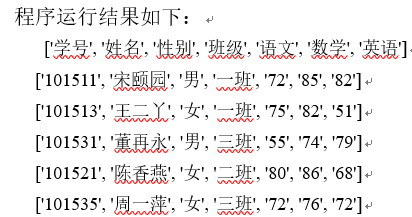 程序运行结果如下：
['学号', '姓名', '性别', '班级', '语文', '数学', '英语']
['101511', '宋颐园', '男', '一班', '72', '85', '82']
['101513', '王二丫', '女', '一班', '75', '82', '51']
['101531', '董再永', '男', '三班', '55', '74', '79']
['101521', '陈香燕', '女', '二班', '80', '86', '68']
['101535', '周一萍', '女', '三班', '72', '76', '72']